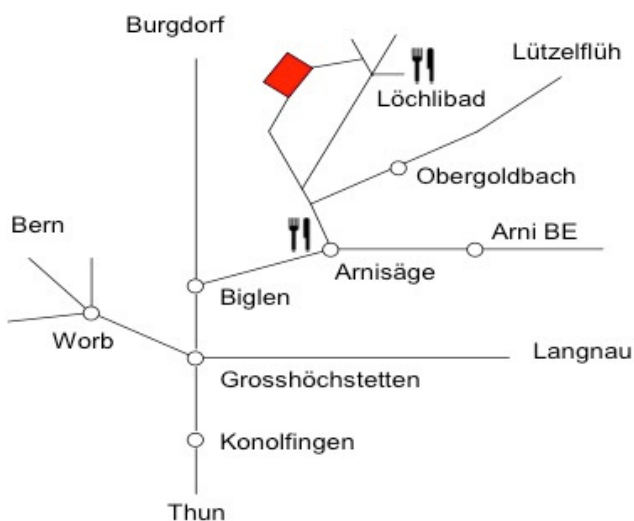 Burgdorf
Lützelflüh
Löchlibad
Obergoldbach
Bern
Arni BE
Arnisäge
Biglen
Worb
Langnau
Grosshöchstetten
Konolfingen
Thun